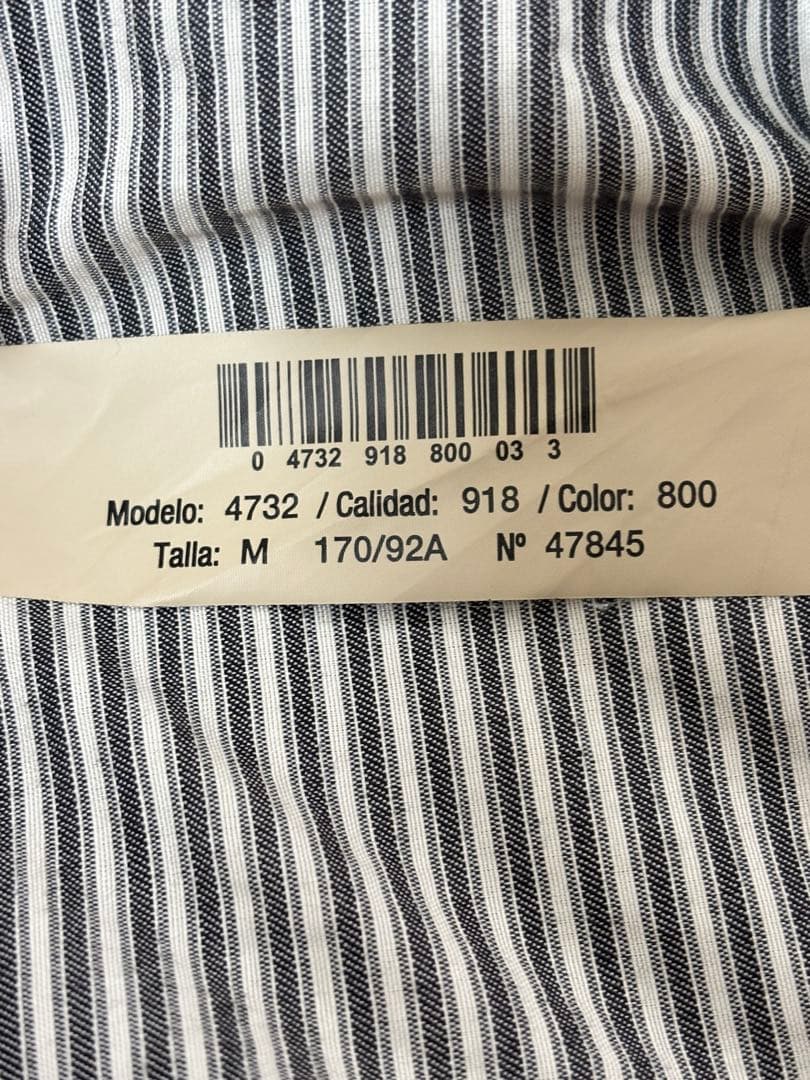 0 4732 918 800 03 3
Modelo: 4732 / Calidad: 918 / Color: 800
Talla: M 170/92A Nº 47845